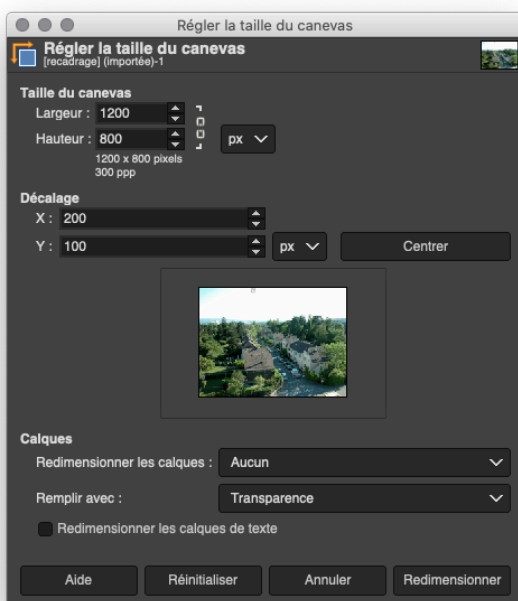 Régler la taille du canevas
Régler la taille du canevas
[recadrage] (importée)-1
Taille du canevas
Largeur : 1200
Hauteur : 800 px
1200 x 800 pixels
300 ppp
Décalage
X : 200
Y : 100 px Centrer
Calques
Redimensionner les calques : Aucun
Remplir avec : Transparence
Redimensionner les calques de texte
Aide Réinitialiser Annuler Redimensionner